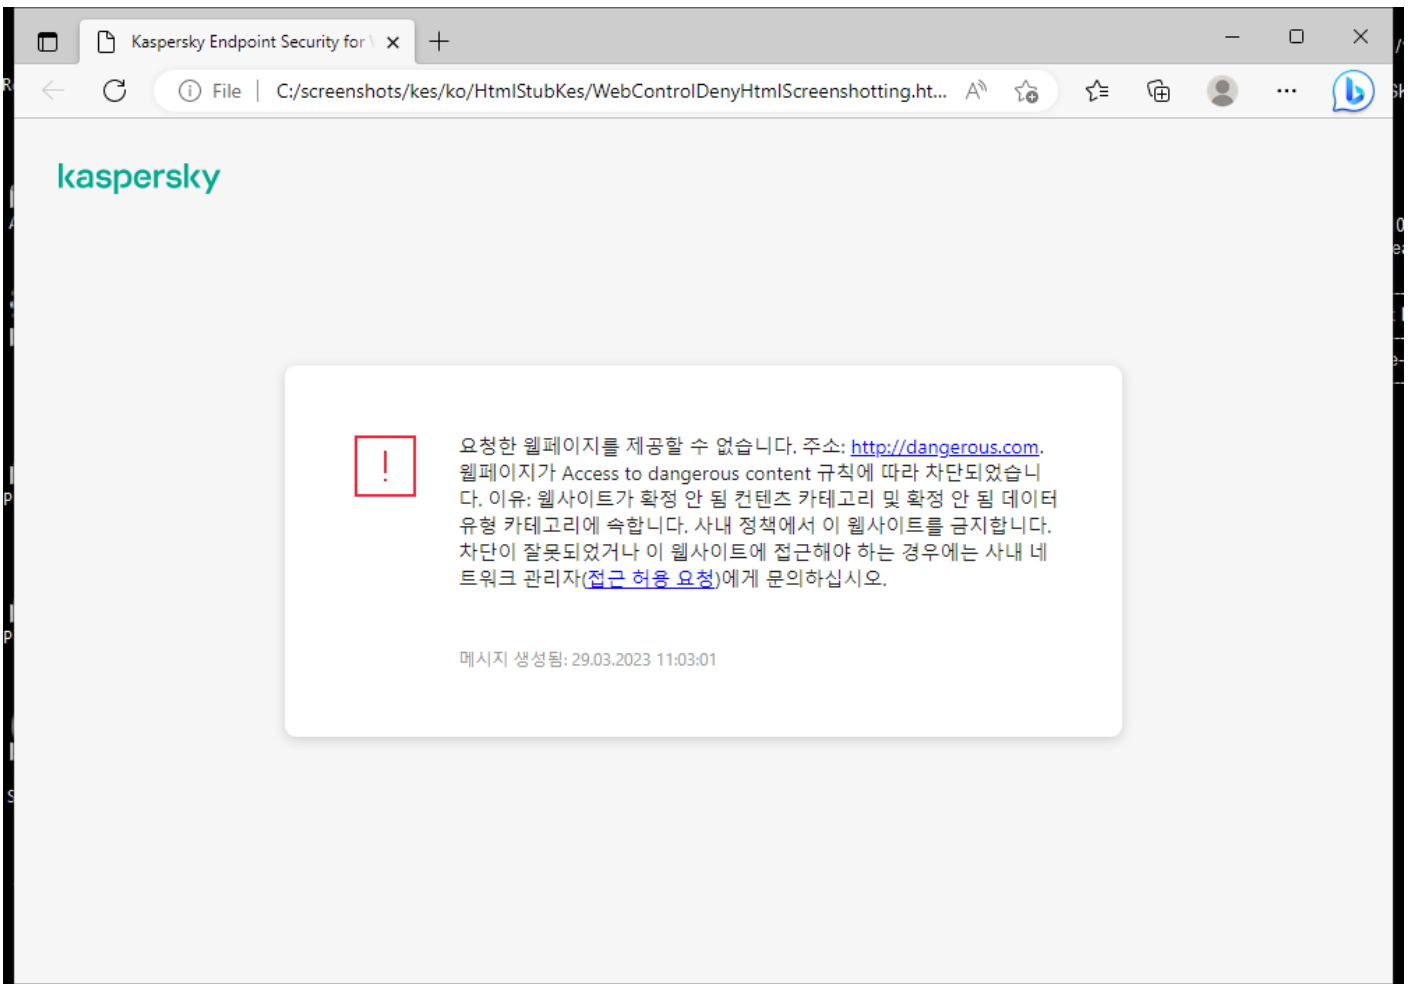 Kaspersky Endpoint Security for
File
C:/screenshots/kes/ko/HtmlStubKes/WebControlDenyHtmlScreenshotting.ht...
kaspersky
요청한 웹페이지를 제공할 수 없습니다. 주소: http://dangerous.com.
웹페이지가 Access to dangerous content 규칙에 따라 차단되었습니
다. 이유: 웹사이트가 확정 안 됨 컨텐츠 카테고리 및 확정 안 됨 데이터
유형 카테고리에 속합니다. 사내 정책에서 이 웹사이트를 금지합니다.
차단이 잘못되었거나 이 웹사이트에 접근해야 하는 경우에는 사내 네
트워크 관리자(접근 허용 요청)에게 문의하십시오.
메시지 생성됨: 29.03.2023 11:03:01